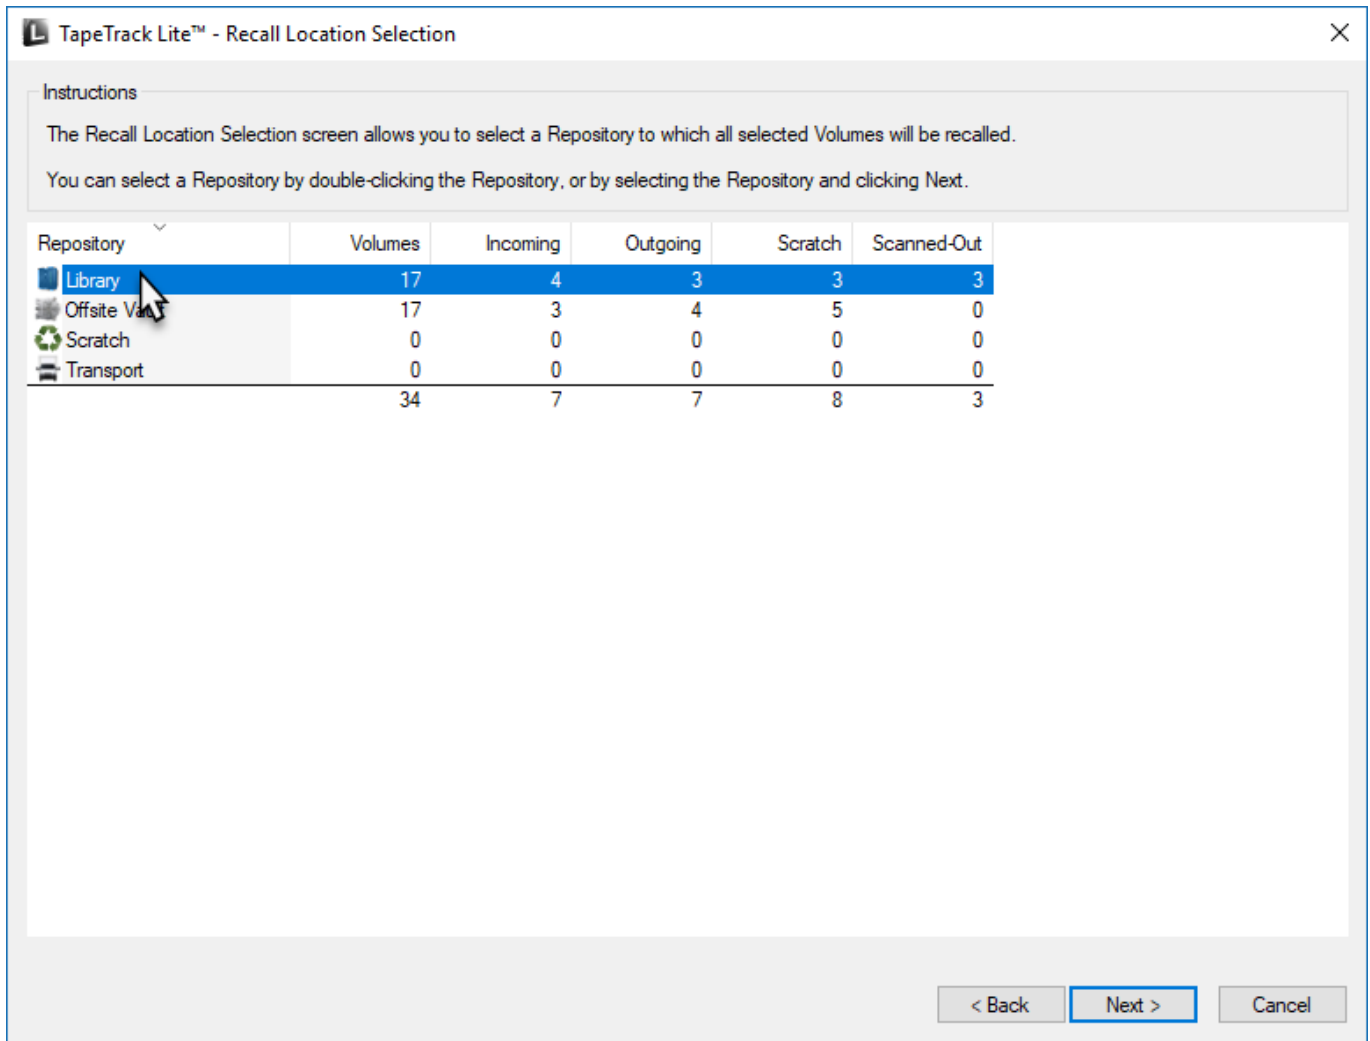 TapeTrack Lite™ - Recall Location Selection
Instructions
The Recall Location Selection screen allows you to select a Repository to which all selected Volumes will be recalled.
You can select a Repository by double-clicking the Repository, or by selecting the Repository and clicking Next.
Repository Volumes Incoming Outgoing Scratch Scanned-Out
Library 17 4 3 3 3
Offsite 17 3 4 5 0
Scratch 0 0 0 0 0
Transport 0 0 0 0 0
34 7 7 8 3
< Back Next > Cancel